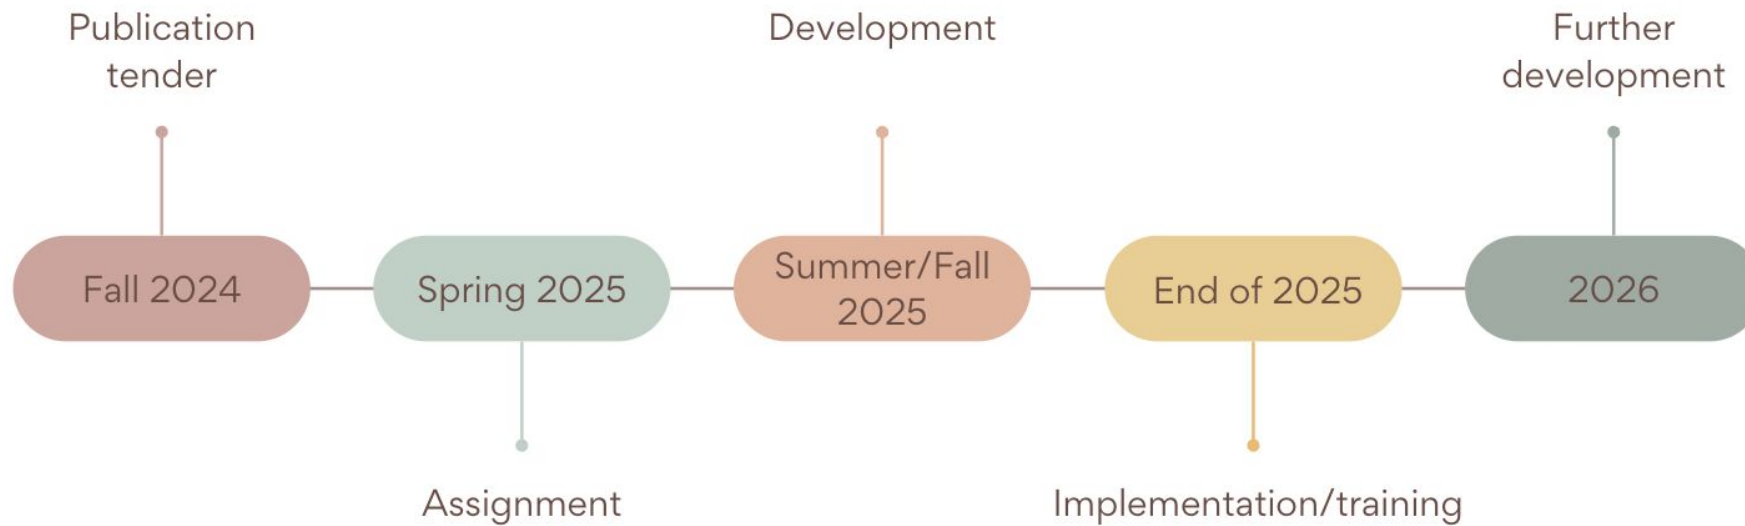 Publication
tender
Development
Further
development
Fall 2024
Spring 2025
Summer/Fall
2025
End of 2025
2026
Assignment
Implementation/training